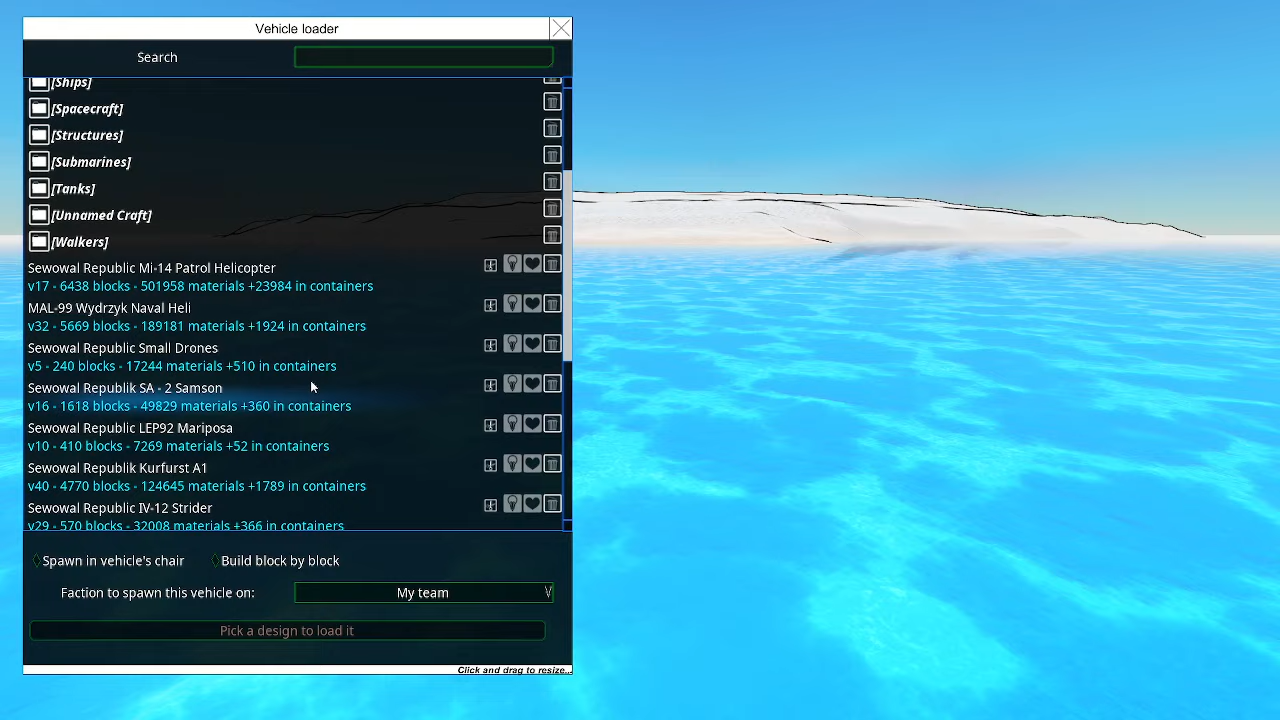 Vehicle loader
Search
[Ships]
[Spacecraft]
[Structures]
[Submarines]
[Tanks]
[Unnamed Craft]
[Walkers]
Sewowal Republic Mi-14 Patrol Helicopter
v17 - 6438 blocks - 501958 materials +23984 in containers
MAL-99 Wydrzyk Naval Heli
v32 - 5669 blocks - 189181 materials +1924 in containers
Sewowal Republic Small Drones
v5 - 240 blocks - 17244 materials +510 in containers
Sewowal Republik SA - 2 Samson
v16 - 1618 blocks - 49829 materials +360 in containers
Sewowal Republic LEP92 Mariposa
v10 - 410 blocks - 7269 materials +52 in containers
Sewowal Republik Kurfurst A1
v40 - 4770 blocks - 124645 materials +1789 in containers
Sewowal Republic IV-12 Strider
v29 - 570 blocks - 32008 materials +366 in containers
Spawn in vehicle's chair Build block by block
Faction to spawn this vehicle on: My team
Pick a design to load it
Click and drag to resize...